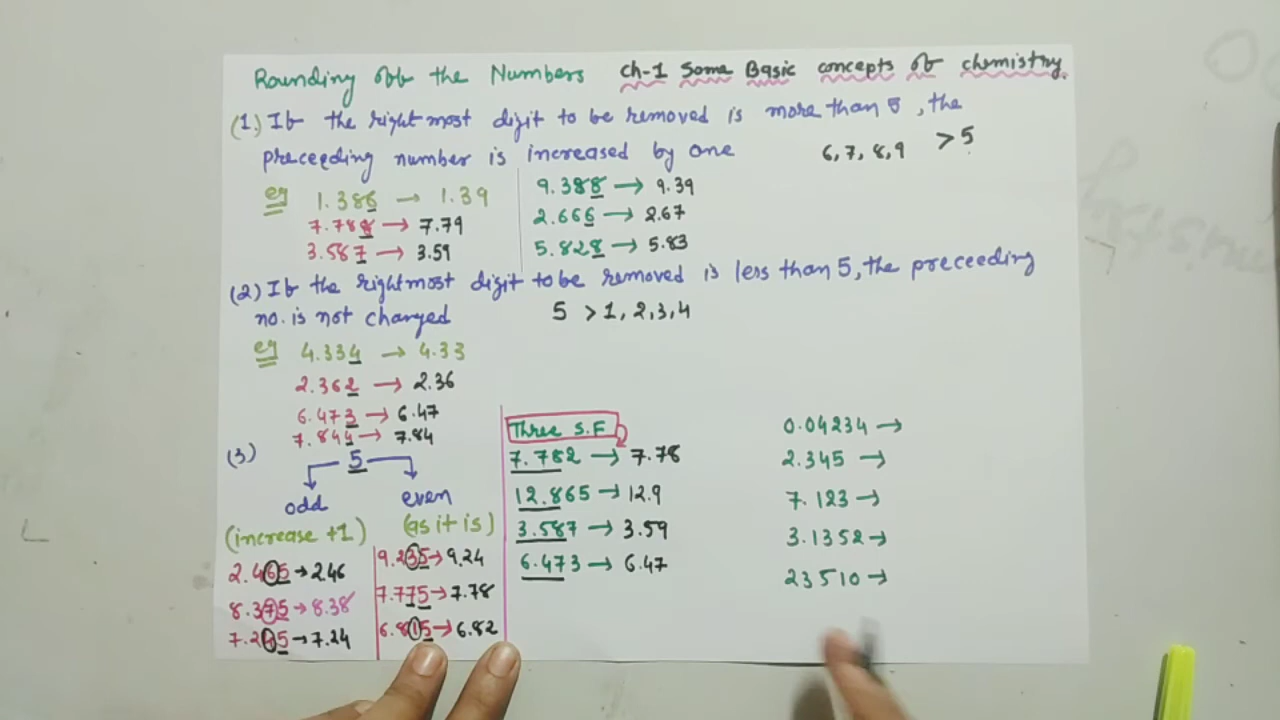 Rounding off the Numbers ch-1 Some Basic concepts of chemistry.
(1.) If the rightmost digit to be removed is more than 5, the
preceeding number is increased by one 6,7,8,9 > 5
eg 1.386 → 1.39
7.788 → 7.79
3.587 → 3.59
9.388 → 9.39
2.666 → 2.67
5.828 → 5.83
(2) If the rightmost digit to be removed is less than 5, the preceeding
no. is not changed 5 > 1, 2, 3, 4
eg 4.334 → 4.33
2.362 → 2.36
6.473 → 6.47
7.844 → 7.84
(3) 5
odd even
(increase +1) (as it is)
2.465 → 2.46
8.375 → 8.38
7.245 → 7.24
9.235 → 9.24
7.775 → 7.78
6.815 → 6.82
Three S.F
7.782 → 7.78
12.865 → 12.9
3.587 → 3.59
6.473 → 6.47
0.04234 →
2.345 →
7.123 →
3.1352 →
23510 →